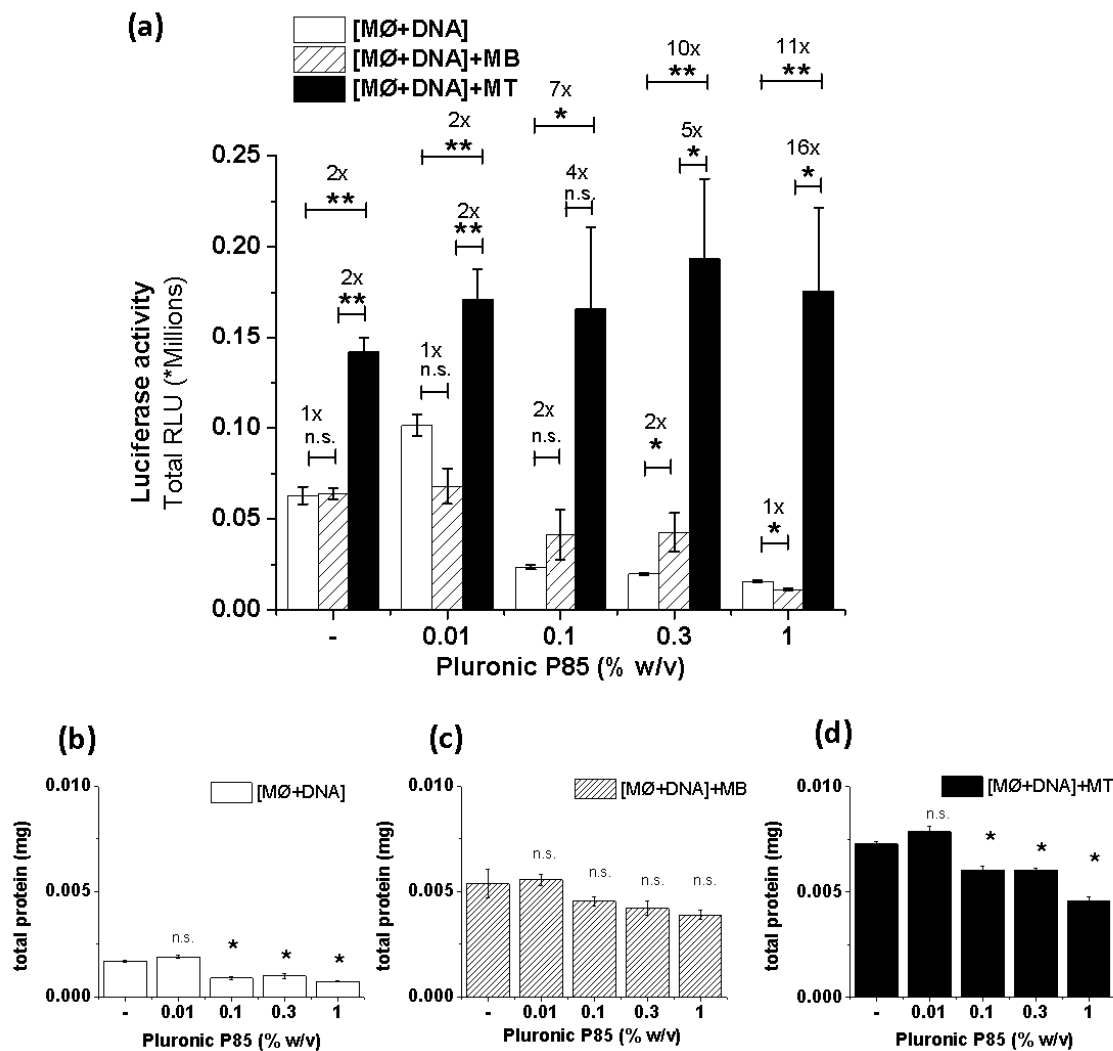 (a)
[MØ+DNA]
[MØ+DNA]+MB
[MØ+DNA]+MT
10x
**
11x
**
7x
*
2x
**
5x
*
16x
*
2x
**
4x
n.s.
2x
**
2x
**
1x
n.s.
1x
n.s.
2x
n.s.
2x
*
1x
*
Luciferase activity
Total RLU (*Millions)
0.25
0.20
0.15
0.10
0.05
0.00
- 0.01 0.1 0.3 1
Pluronic P85 (% w/v)
(b)
[MØ+DNA]
total protein (mg)
0.010
0.005
0.000
n.s. * * *
- 0.01 0.1 0.3 1
Pluronic P85 (% w/v)
(c)
[MØ+DNA]+MB
total protein (mg)
0.010
0.005
0.000
n.s. n.s. n.s. n.s.
- 0.01 0.1 0.3 1
Pluronic P85 (% w/v)
(d)
[MØ+DNA]+MT
total protein (mg)
0.010
0.005
0.000
n.s. * * *
- 0.01 0.1 0.3 1
Pluronic P85 (% w/v)